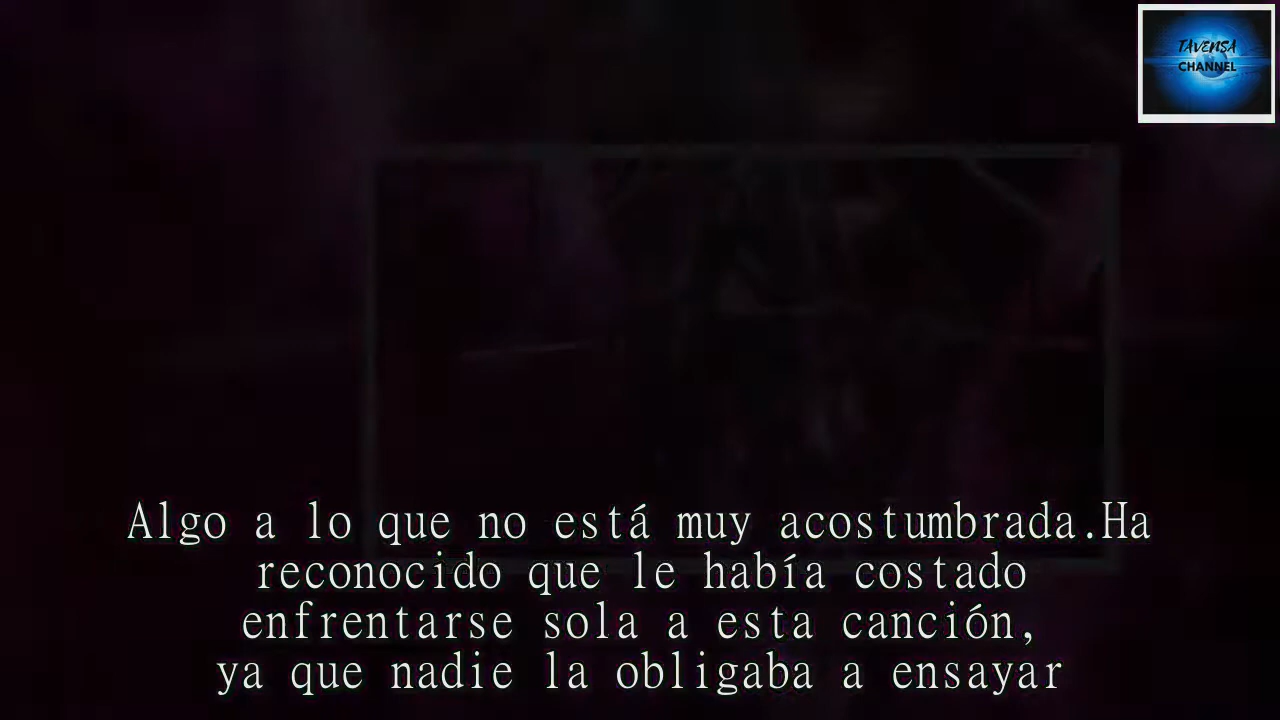 TAVENSA
CHANNEL
Algo a lo que no está muy acostumbrada.Ha
reconocido que le había costado
enfrentarse sola a esta canción,
ya que nadie la obligaba a ensayar